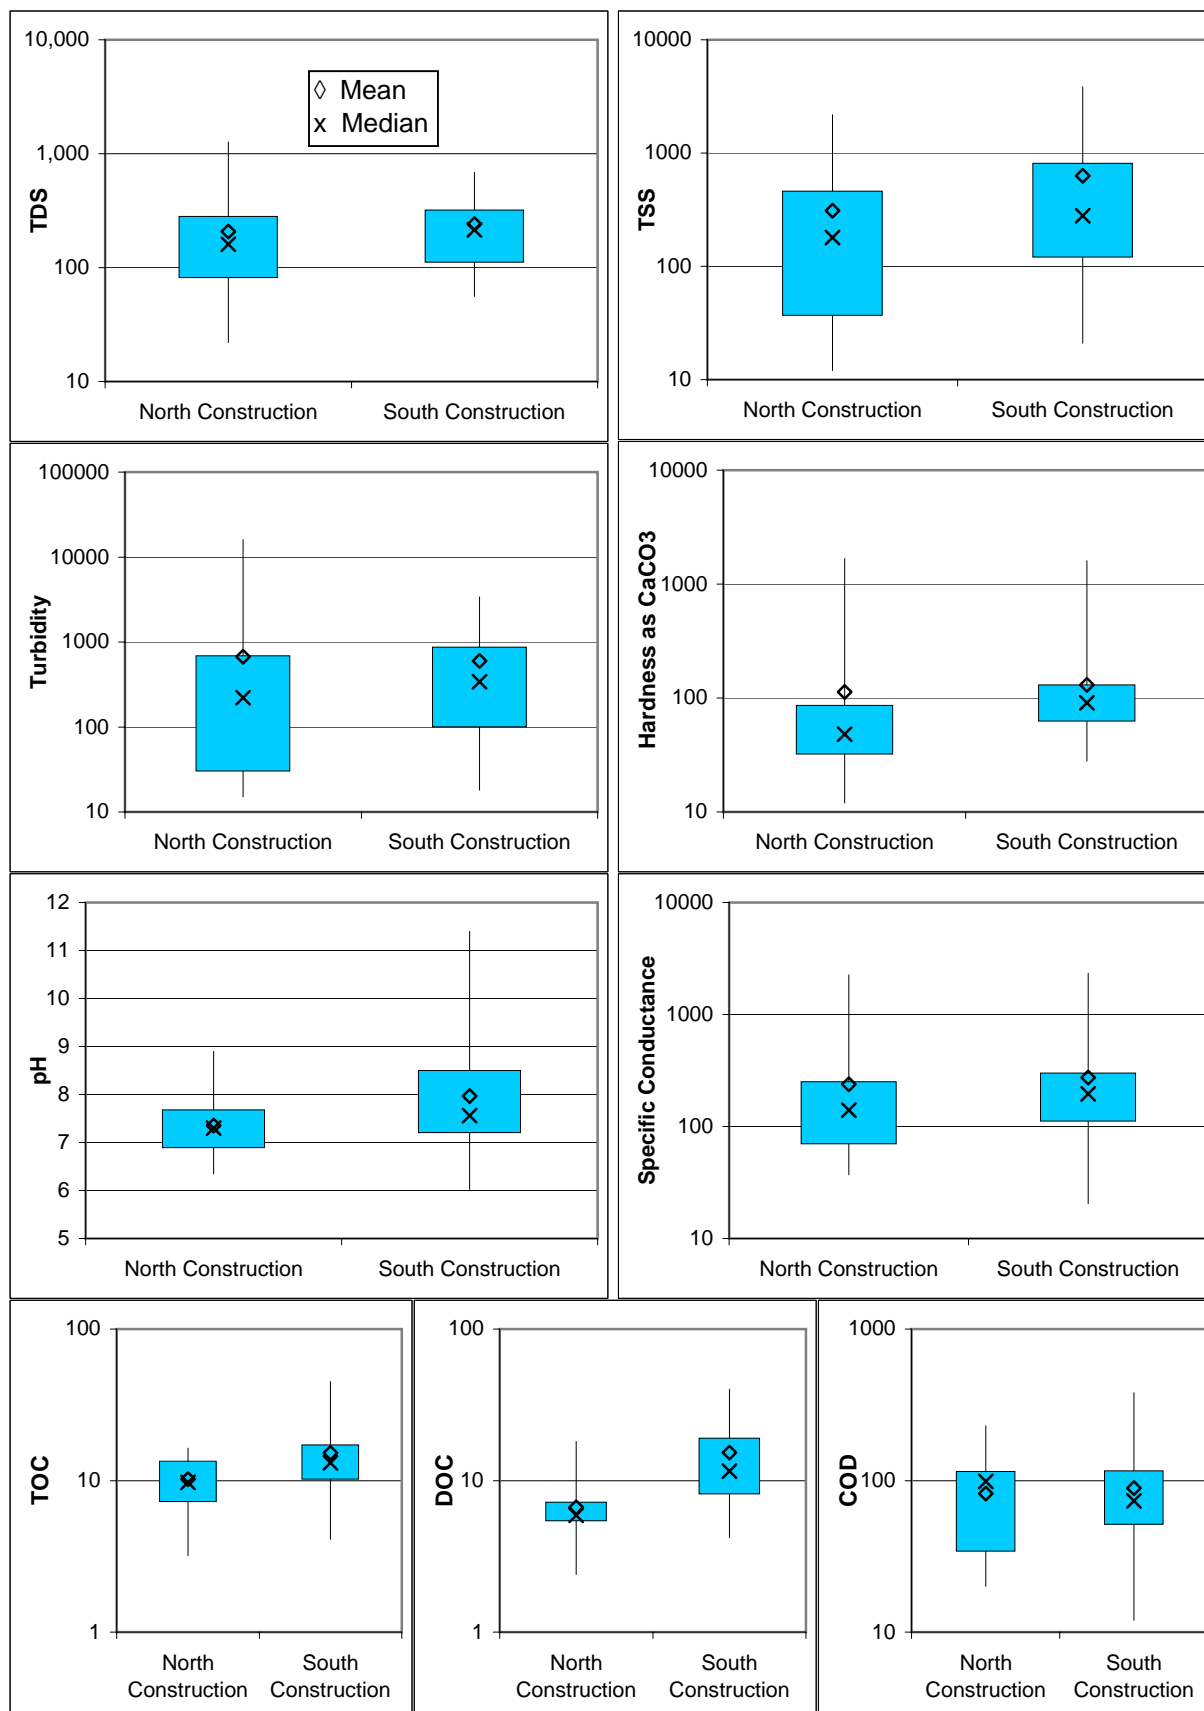 10,000
1,000
100
10
TDS
◇ Mean
x Median
North Construction
South Construction
10000
1000
100
10
TSS
North Construction
South Construction
100000
10000
1000
100
10
Turbidity
North Construction
South Construction
10000
1000
100
10
Hardness as CaCO3
North Construction
South Construction
12
11
10
9
8
7
6
5
pH
North Construction
South Construction
10000
1000
100
10
Specific Conductance
North Construction
South Construction
100
10
1
TOC
North
Construction
South
Construction
100
10
1
DOC
North
Construction
South
Construction
1000
100
10
COD
North
Construction
South
Construction